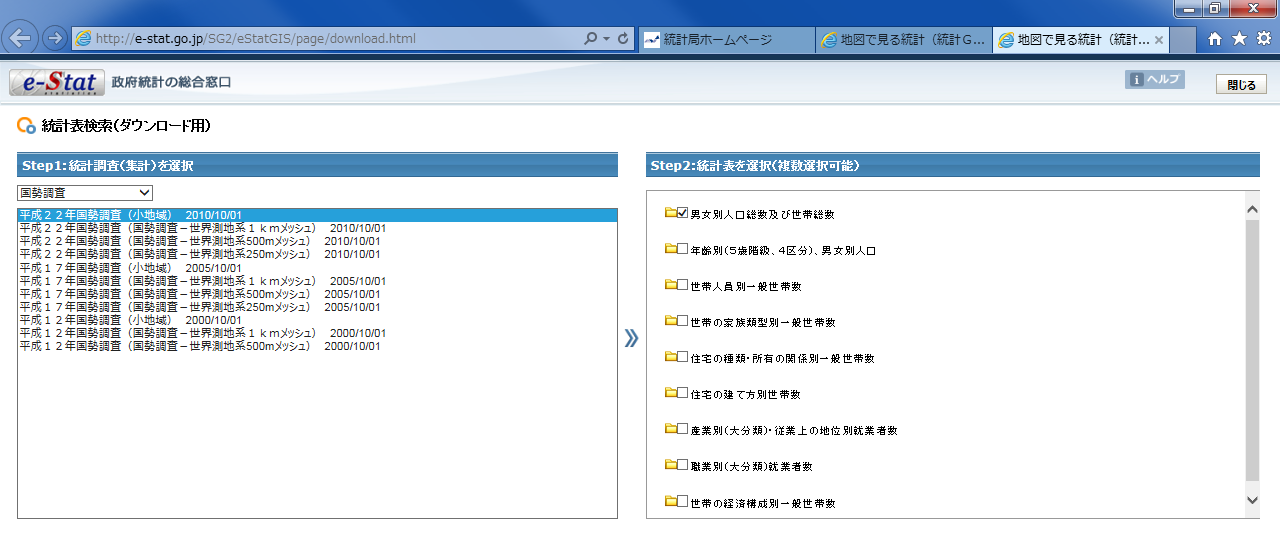 http://e-stat.go.jp/SG2/eStatGIS/page/download.html
統計局ホームページ
地図で見る統計（統計G...
地図で見る統計（統計...
e-Stat
政府統計の総合窓口
ヘルプ
閉じる
統計表検索(ダウンロード用)
Step1:統計調査(集計)を選択
国勢調査
平成２２年国勢調査（小地域） 2010/10/01
平成２２年国勢調査（国勢調査－世界測地系１ｋｍメッシュ） 2010/10/01
平成２２年国勢調査（国勢調査－世界測地系500mメッシュ） 2010/10/01
平成２２年国勢調査（国勢調査－世界測地系250mメッシュ） 2010/10/01
平成１７年国勢調査（小地域） 2005/10/01
平成１７年国勢調査（国勢調査－世界測地系１ｋｍメッシュ） 2005/10/01
平成１７年国勢調査（国勢調査－世界測地系500mメッシュ） 2005/10/01
平成１７年国勢調査（国勢調査－世界測地系250mメッシュ） 2005/10/01
平成１２年国勢調査（小地域） 2000/10/01
平成１２年国勢調査（国勢調査－世界測地系１ｋｍメッシュ） 2000/10/01
平成１２年国勢調査（国勢調査－世界測地系500mメッシュ） 2000/10/01
Step2:統計表を選択(複数選択可能)
男女別人口総数及び世帯総数
年齢別(5歳階級、4区分)、男女別人口
世帯人員別一般世帯数
世帯の家族類型別一般世帯数
住宅の種類・所有の関係別一般世帯数
住宅の建て方別世帯数
産業別(大分類)・従業上の地位別就業者数
職業別(大分類)就業者数
世帯の経済構成別一般世帯数